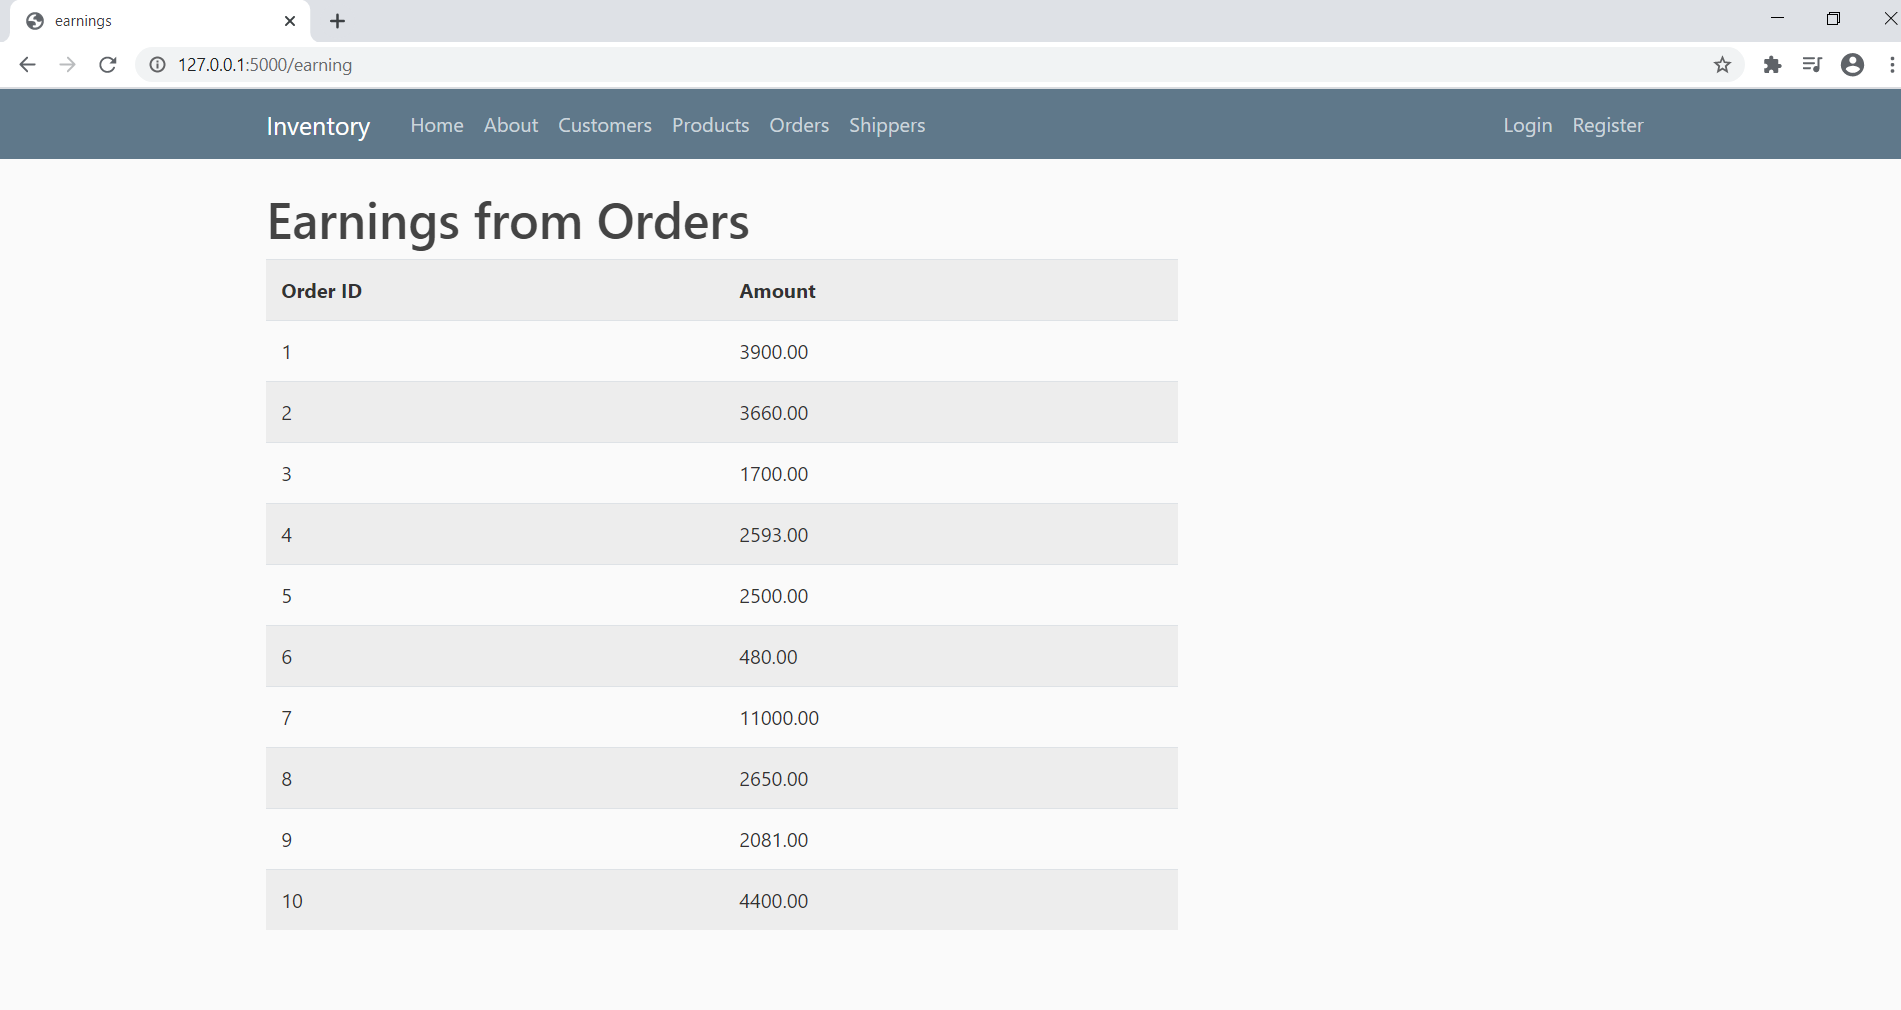 earnings
127.0.0.1:5000/earning
Inventory Home About Customers Products Orders Shippers Login Register
Earnings from Orders
Order ID Amount
1 3900.00
2 3660.00
3 1700.00
4 2593.00
5 2500.00
6 480.00
7 11000.00
8 2650.00
9 2081.00
10 4400.00